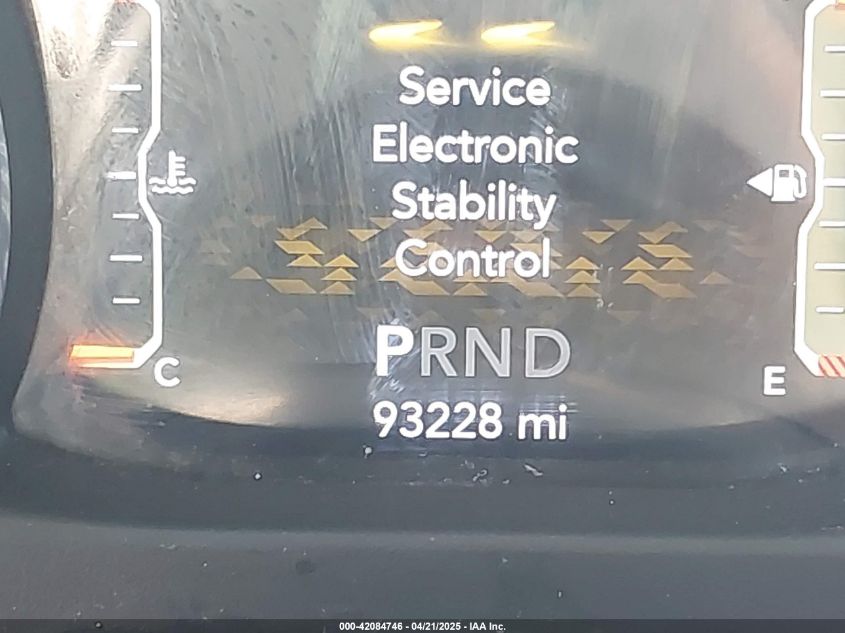 Service
Electronic
Stability
Control
PRND
C
E
93228 mi
000-42084746 - 04/21/2025 - IAA Inc.